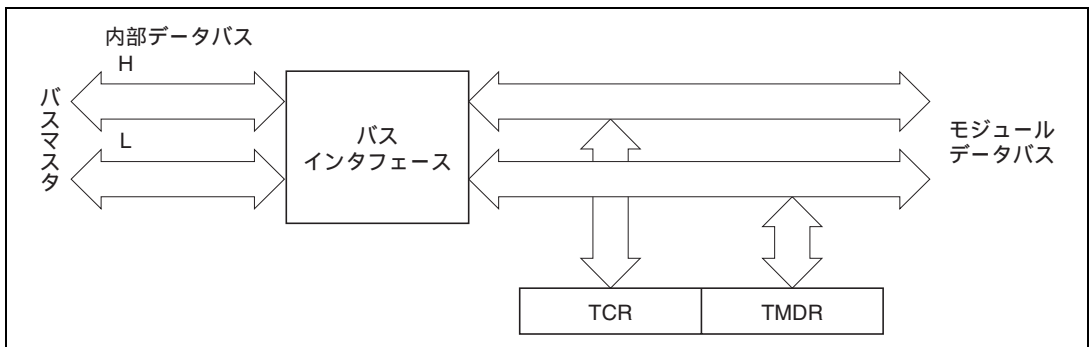 内部データバス
H
L
バスマスタ
バス
インタフェース
モジュール
データバス
TCR
TMDR